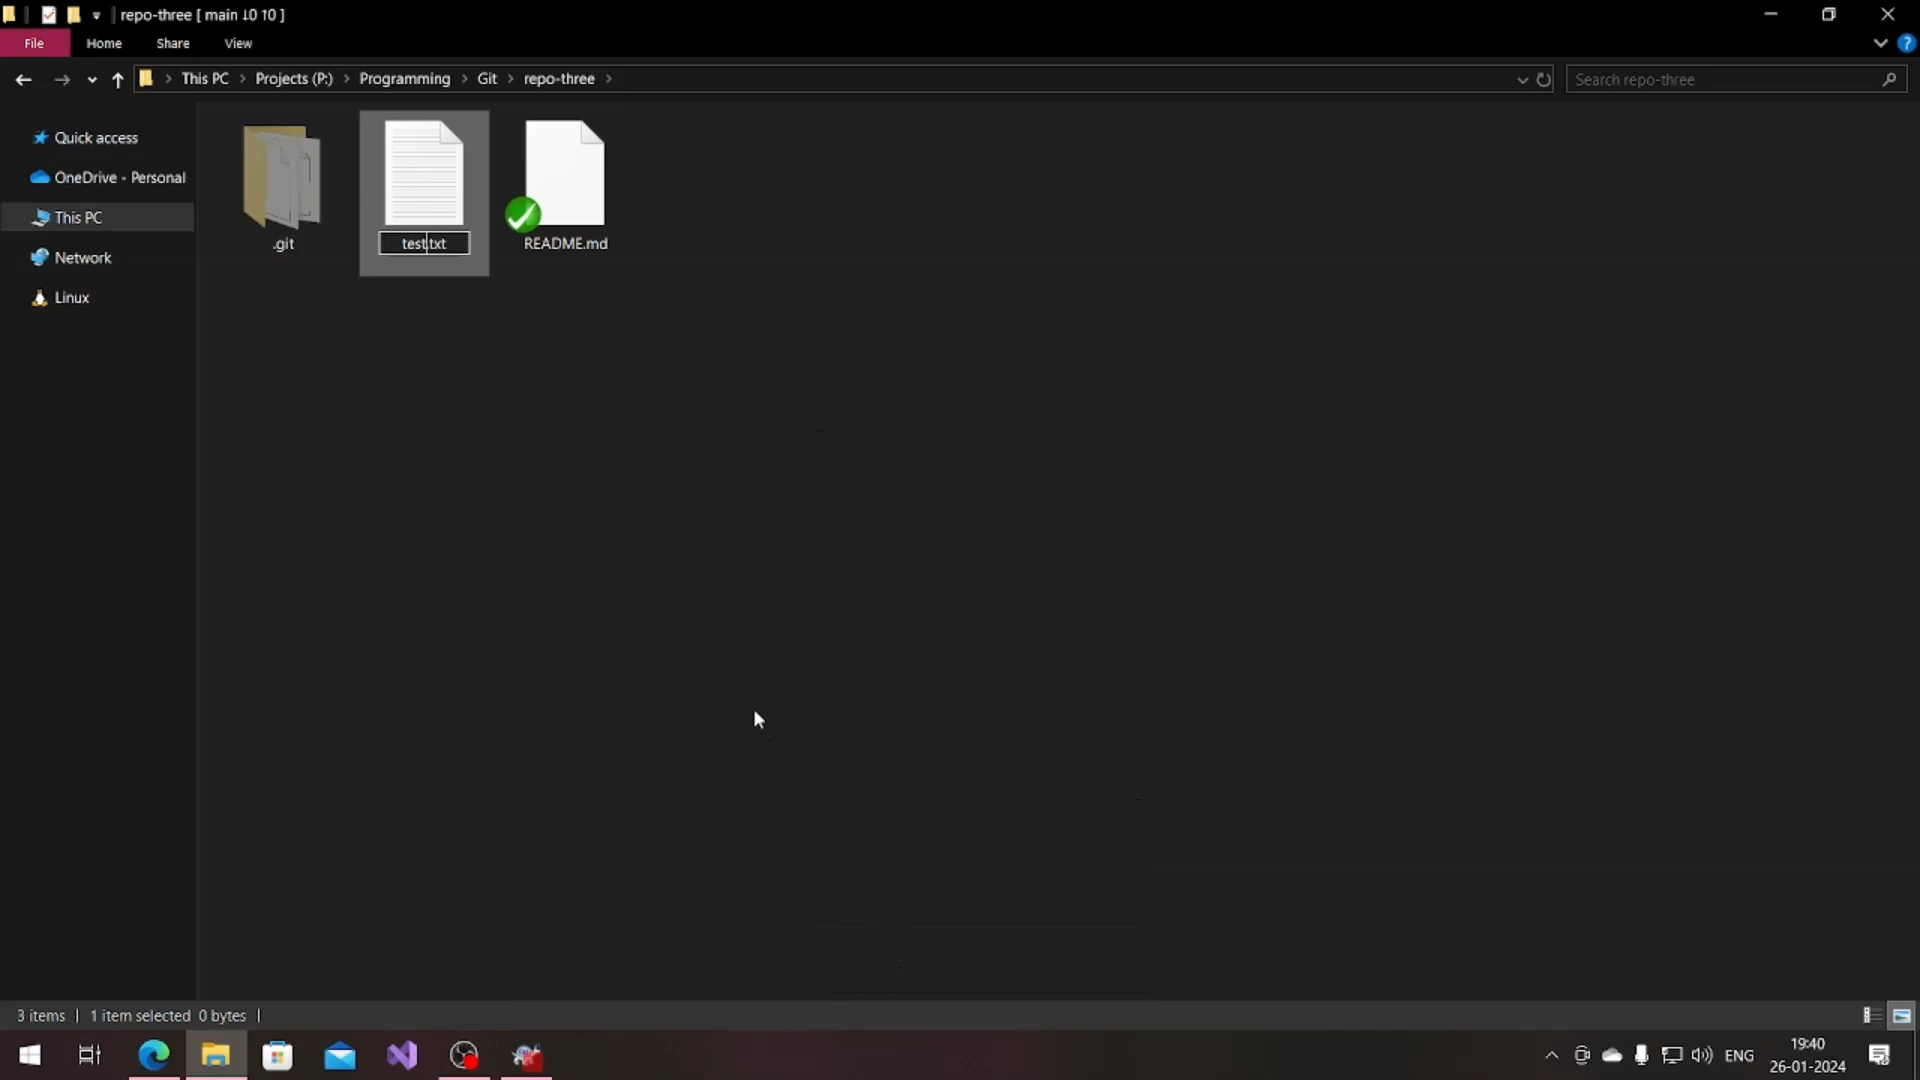 repo-three [ main ↓0 ↑0 ]
File Home Share View
This PC Projects (P:) Programming Git repo-three
Search repo-three
Quick access
OneDrive - Personal
This PC
Network
Linux
.git
test.txt
README.md
3 items 1 item selected 0 bytes
ENG
19:40
26-01-2024